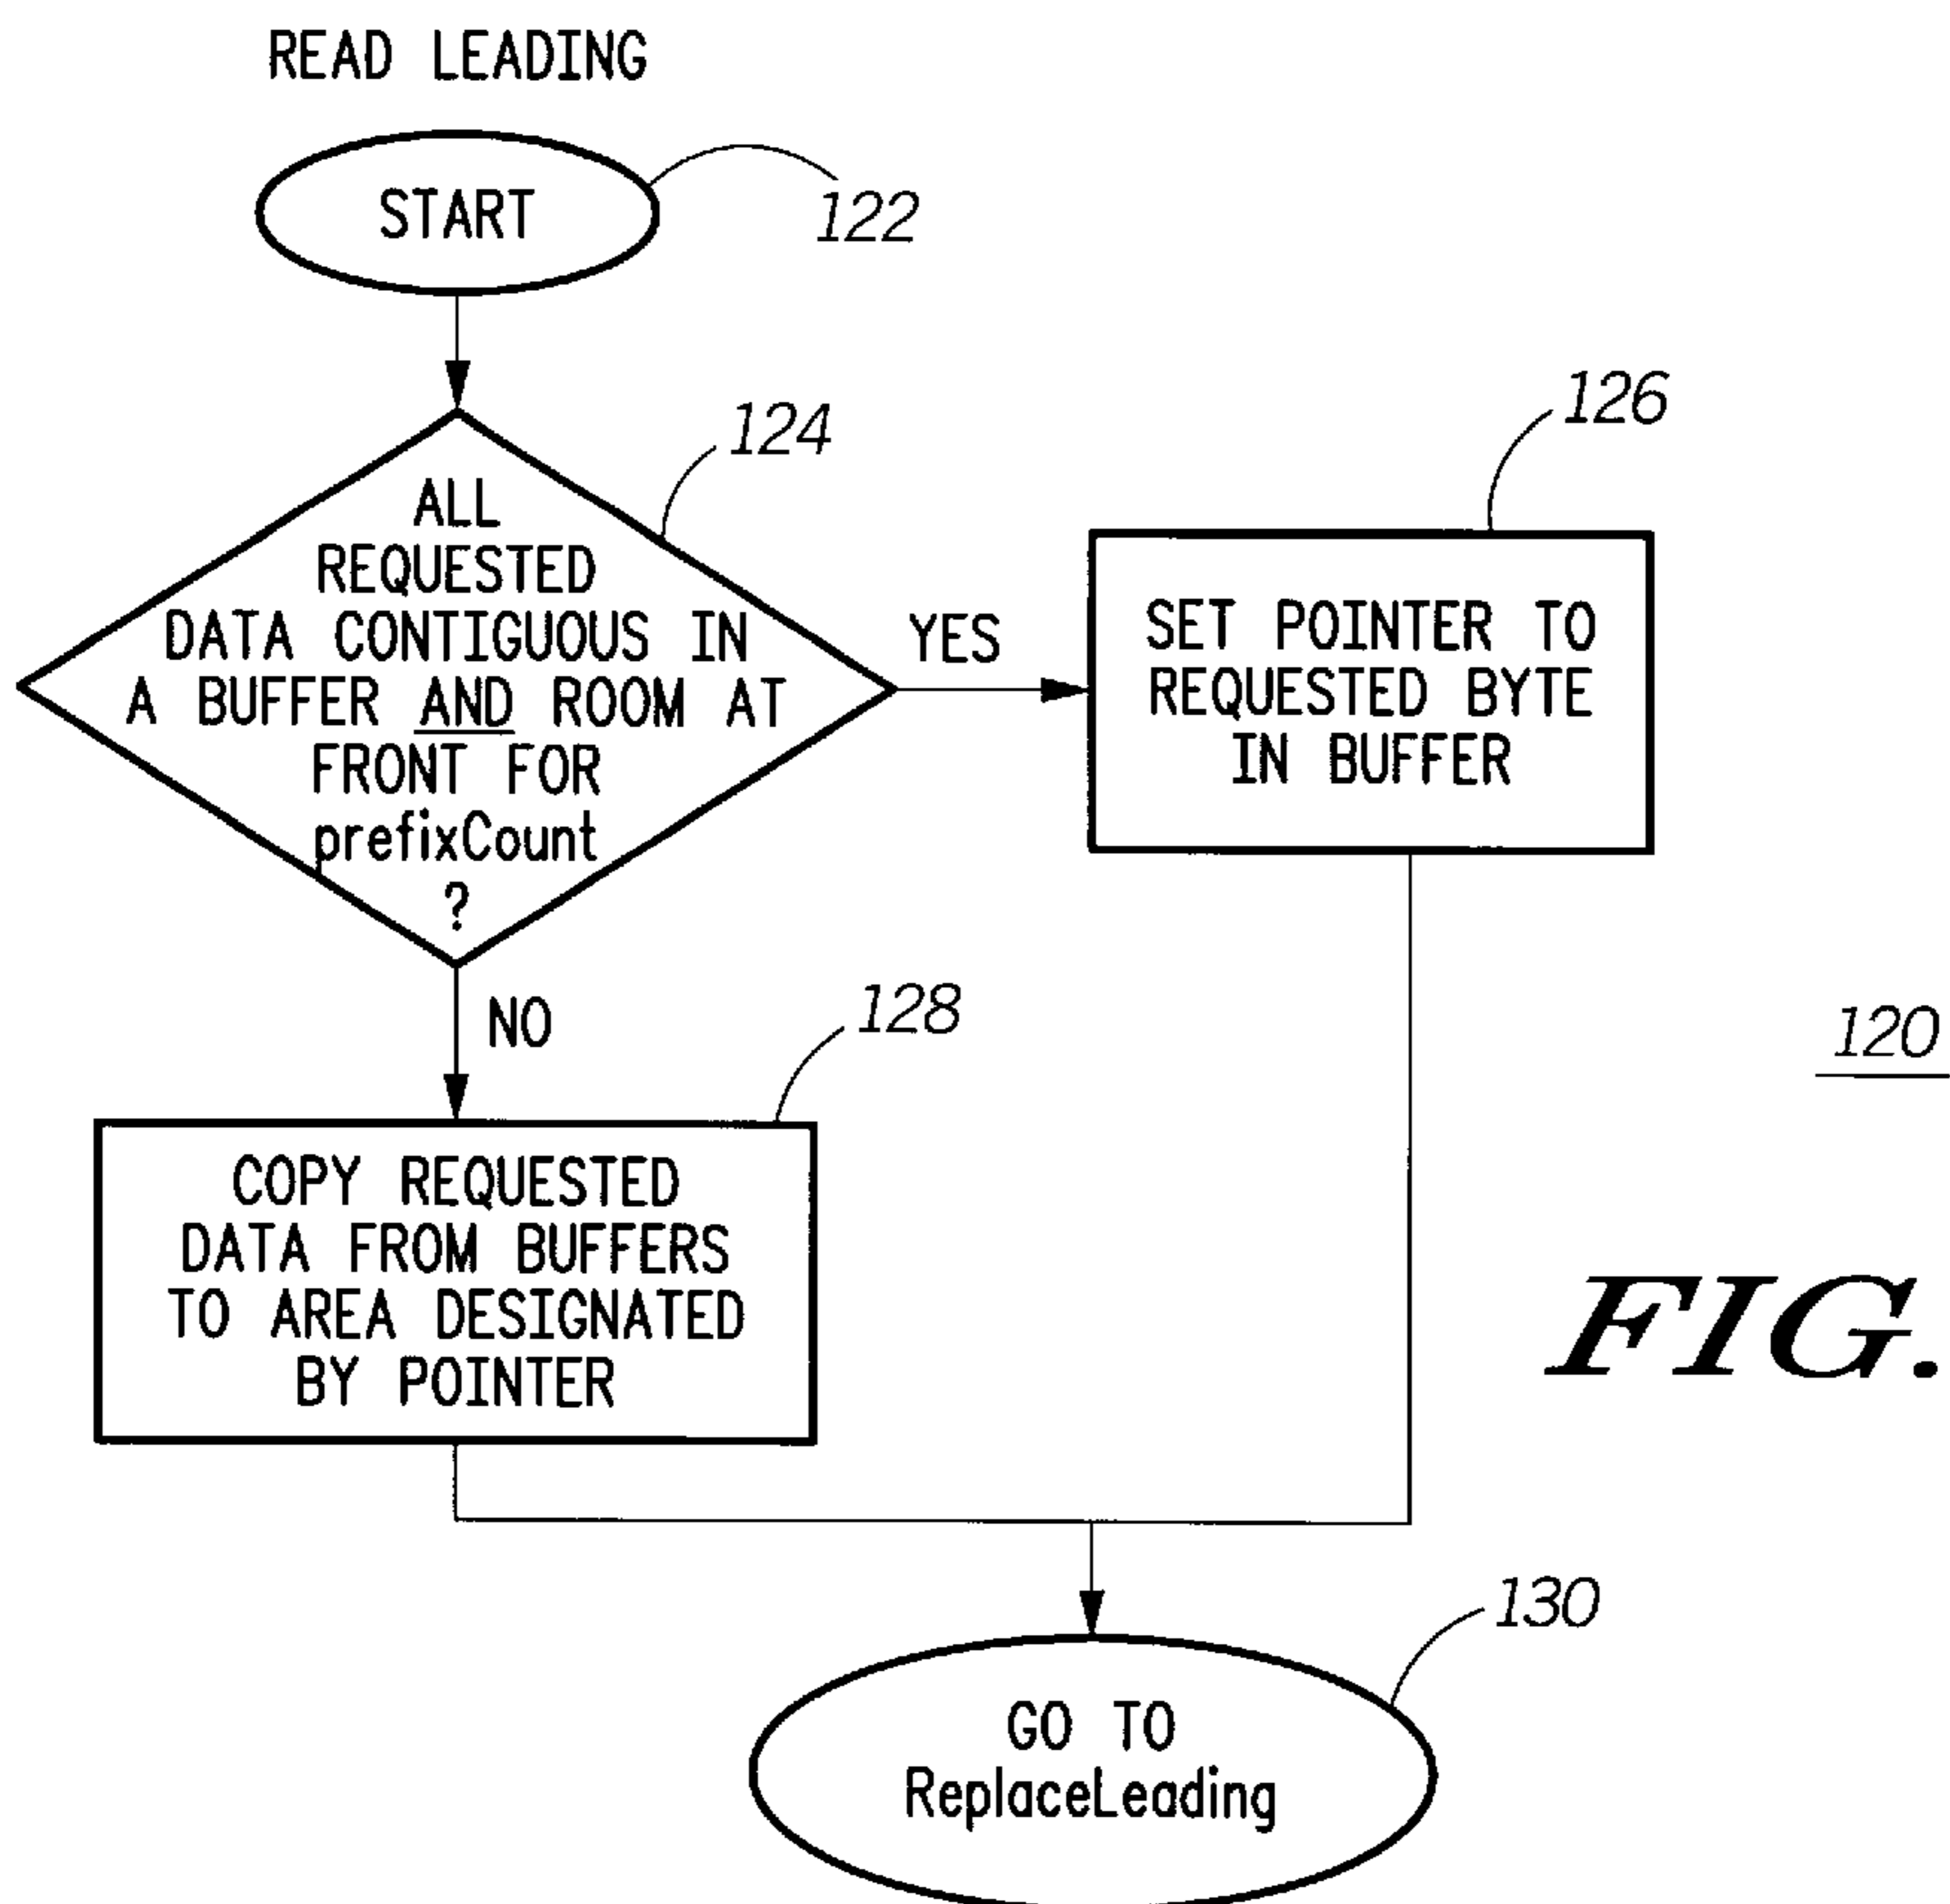 READ LEADING
START
122
124
ALL
REQUESTED
DATA CONTIGUOUS IN
A BUFFER AND ROOM AT
FRONT FOR
prefixCount
?
YES
126
SET POINTER TO
REQUESTED BYTE
IN BUFFER
NO
128
COPY REQUESTED
DATA FROM BUFFERS
TO AREA DESIGNATED
BY POINTER
120
FIG.
130
GO TO
ReplaceLeading